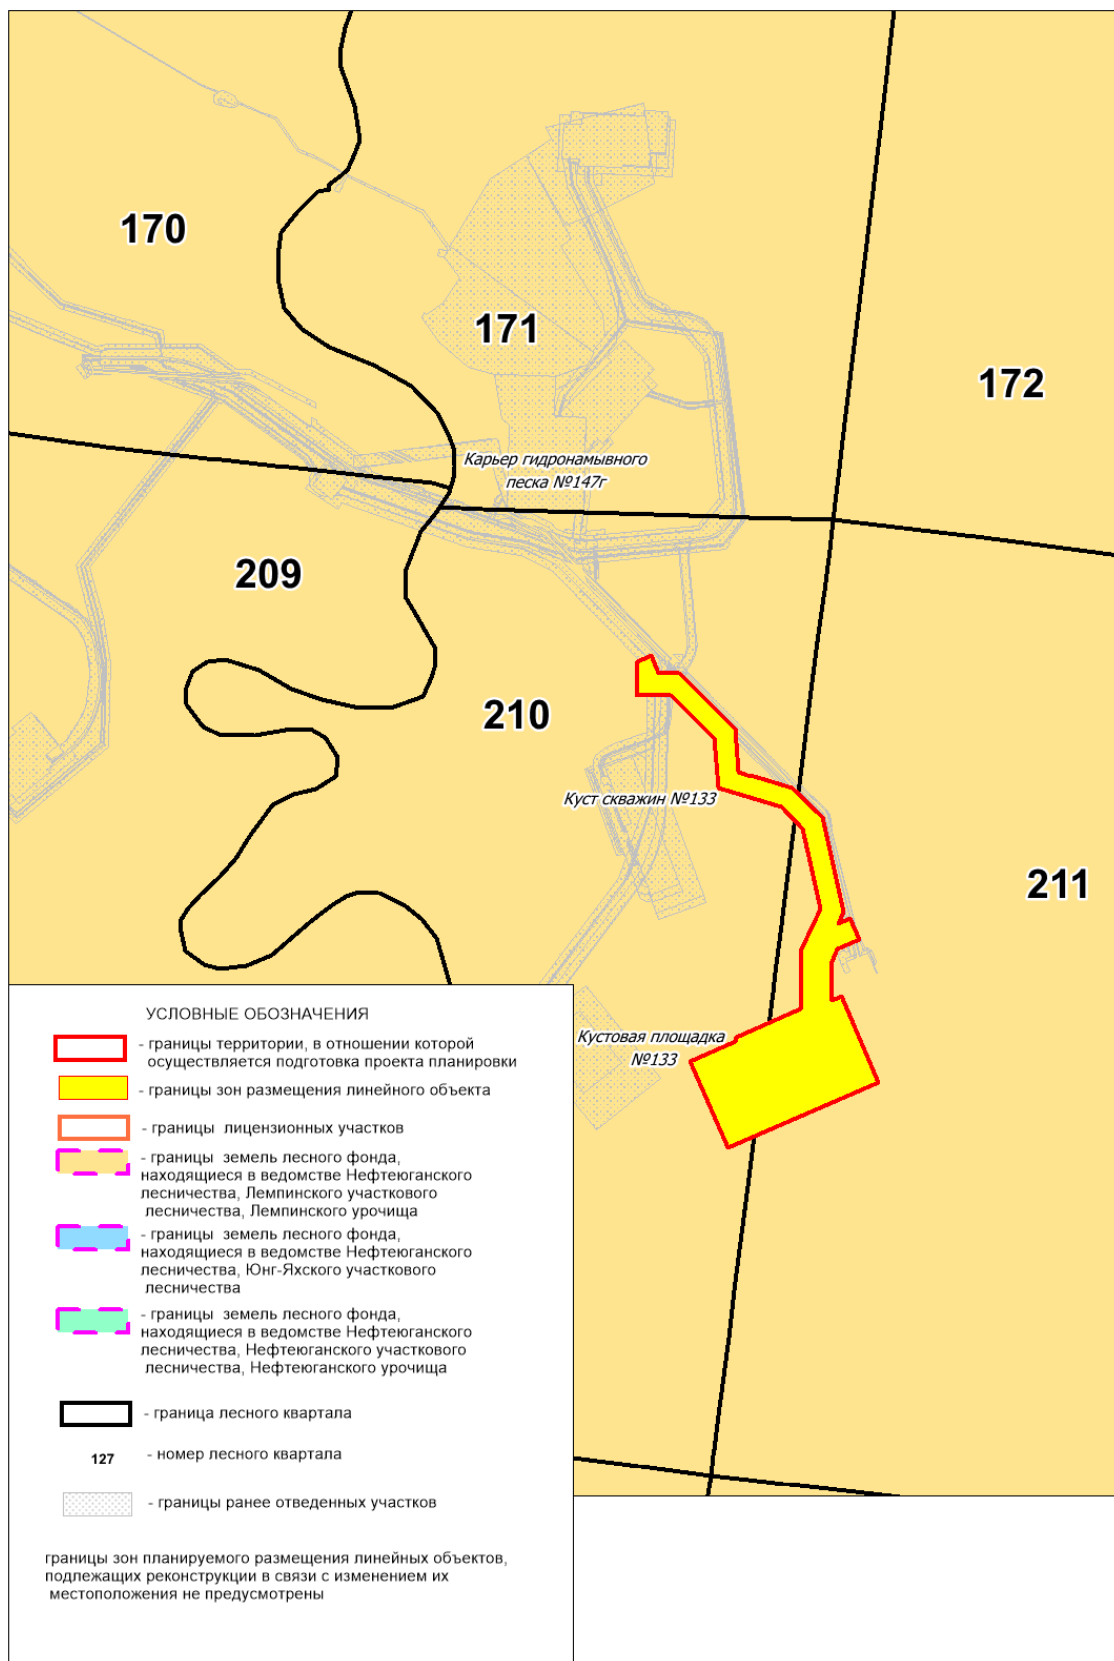 170
171
172
Карьер гидронамывного
песка №147г
209
210
Куст скважин №133
211
Кустовая площадка
№133
УСЛОВНЫЕ ОБОЗНАЧЕНИЯ
- границы территории, в отношении которой
осуществляется подготовка проекта планировки
- границы зон размещения линейного объекта
- границы лицензионных участков
- границы земель лесного фонда,
находящиеся в ведомстве Нефтеюганского
лесничества, Лемпинского участкового
лесничества, Лемпинского урочища
- границы земель лесного фонда,
находящиеся в ведомстве Нефтеюганского
лесничества, Юнг-Яхского участкового
лесничества
- границы земель лесного фонда,
находящиеся в ведомстве Нефтеюганского
лесничества, Нефтеюганского участкового
лесничества, Нефтеюганского урочища
- граница лесного квартала
127 - номер лесного квартала
- границы ранее отведенных участков
границы зон планируемого размещения линейных объектов,
подлежащих реконструкции в связи с изменением их
местоположения не предусмотрены